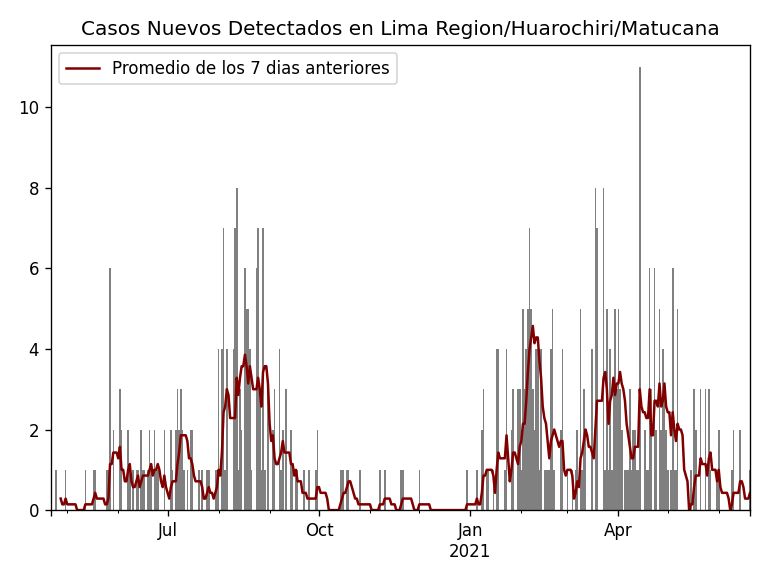 Casos Nuevos Detectados en Lima Region/Huarochiri/Matucana
Promedio de los 7 dias anteriores
10
8
6
4
2
0
Jul Oct Jan Apr
2021